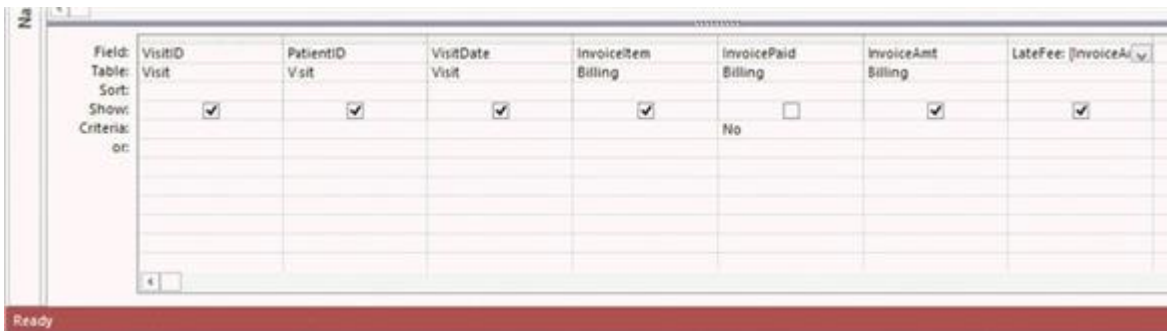 Na
Field: VisitID PatientID VisitDate InvoiceItem InvoicePaid InvoiceAmt LateFee: [InvoiceA
Table: Visit V sit Visit Billing Billing Billing
Sort:
Show:
Criteria: No
or:
Ready